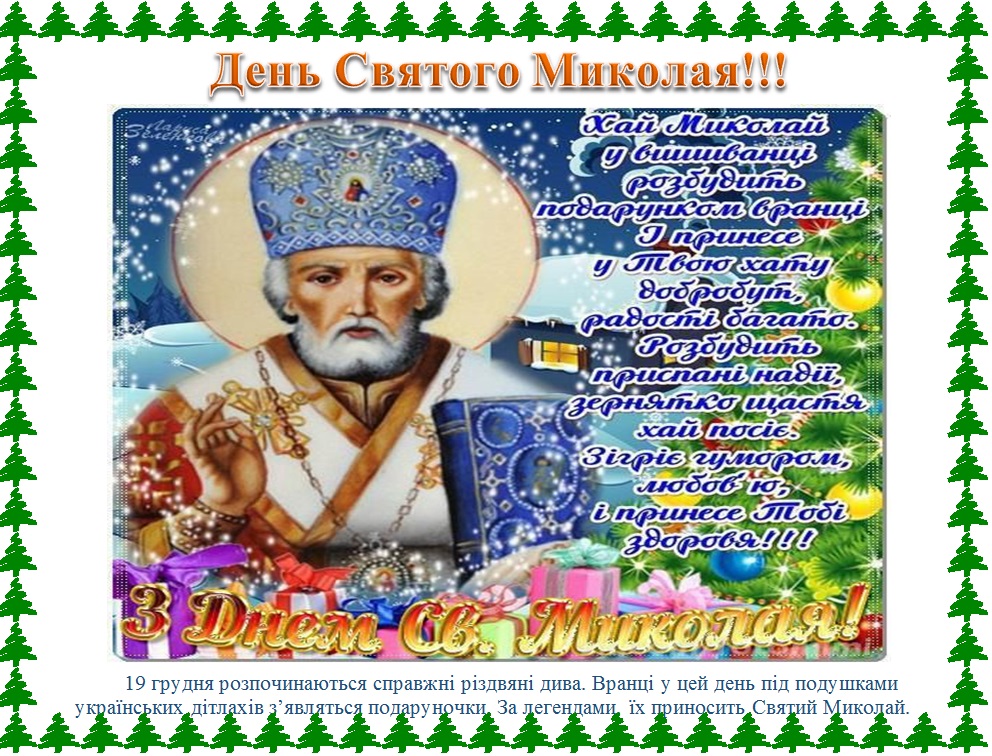 День Святого Миколая!!!
Хай Миколай
у вишиванці
розбудить
подарунком вранці
І принесе
у Твою хату
добробут,
радості багато.
Розбудить
приспані надії,
зернятко щастя
хай посіє.
Зігріє гумором,
любов'ю,
і принесе Тобі
здоровя!!!
З Днем Св. Миколая!
19 грудня розпочинаються справжні різдвяні дива. Вранці у цей день під подушками
українських дітлахів з’являться подаруночки. За легендами, їх приносить Святий Миколай.